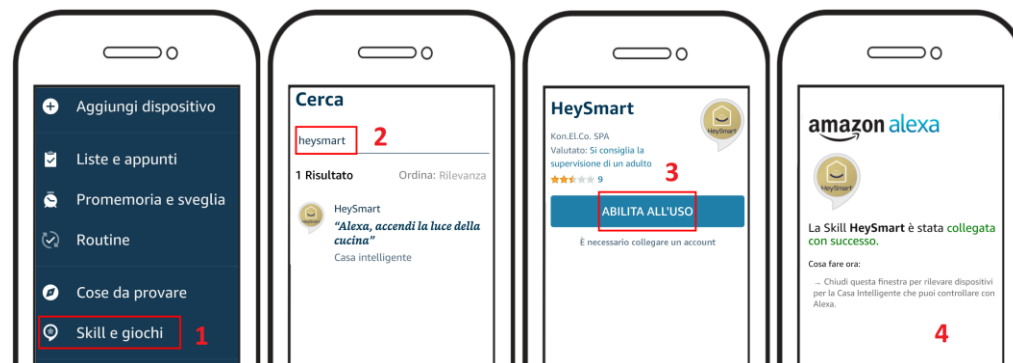 Aggiungi dispositivo
Liste e appunti
Promemoria e sveglia
Routine
Cose da provare
Skill e giochi
1
Cerca
heysmart
2
1 Risultato
Ordina: Rilevanza
HeySmart
HeySmart
"Alexa, accendi la luce della
cucina"
Casa intelligente
HeySmart
HeySmart
Kon.El.Co. SPA
Valutato: Si consiglia la
supervisione di un adulto
9
3
ABILITA ALL'USO
È necessario collegare un account
amazon alexa
HeySmart
La Skill HeySmart è stata collegata
con successo.
Cosa fare ora:
→ Chiudi questa finestra per rilevare dispositivi
per la Casa Intelligente che puoi controllare con
Alexa.
4